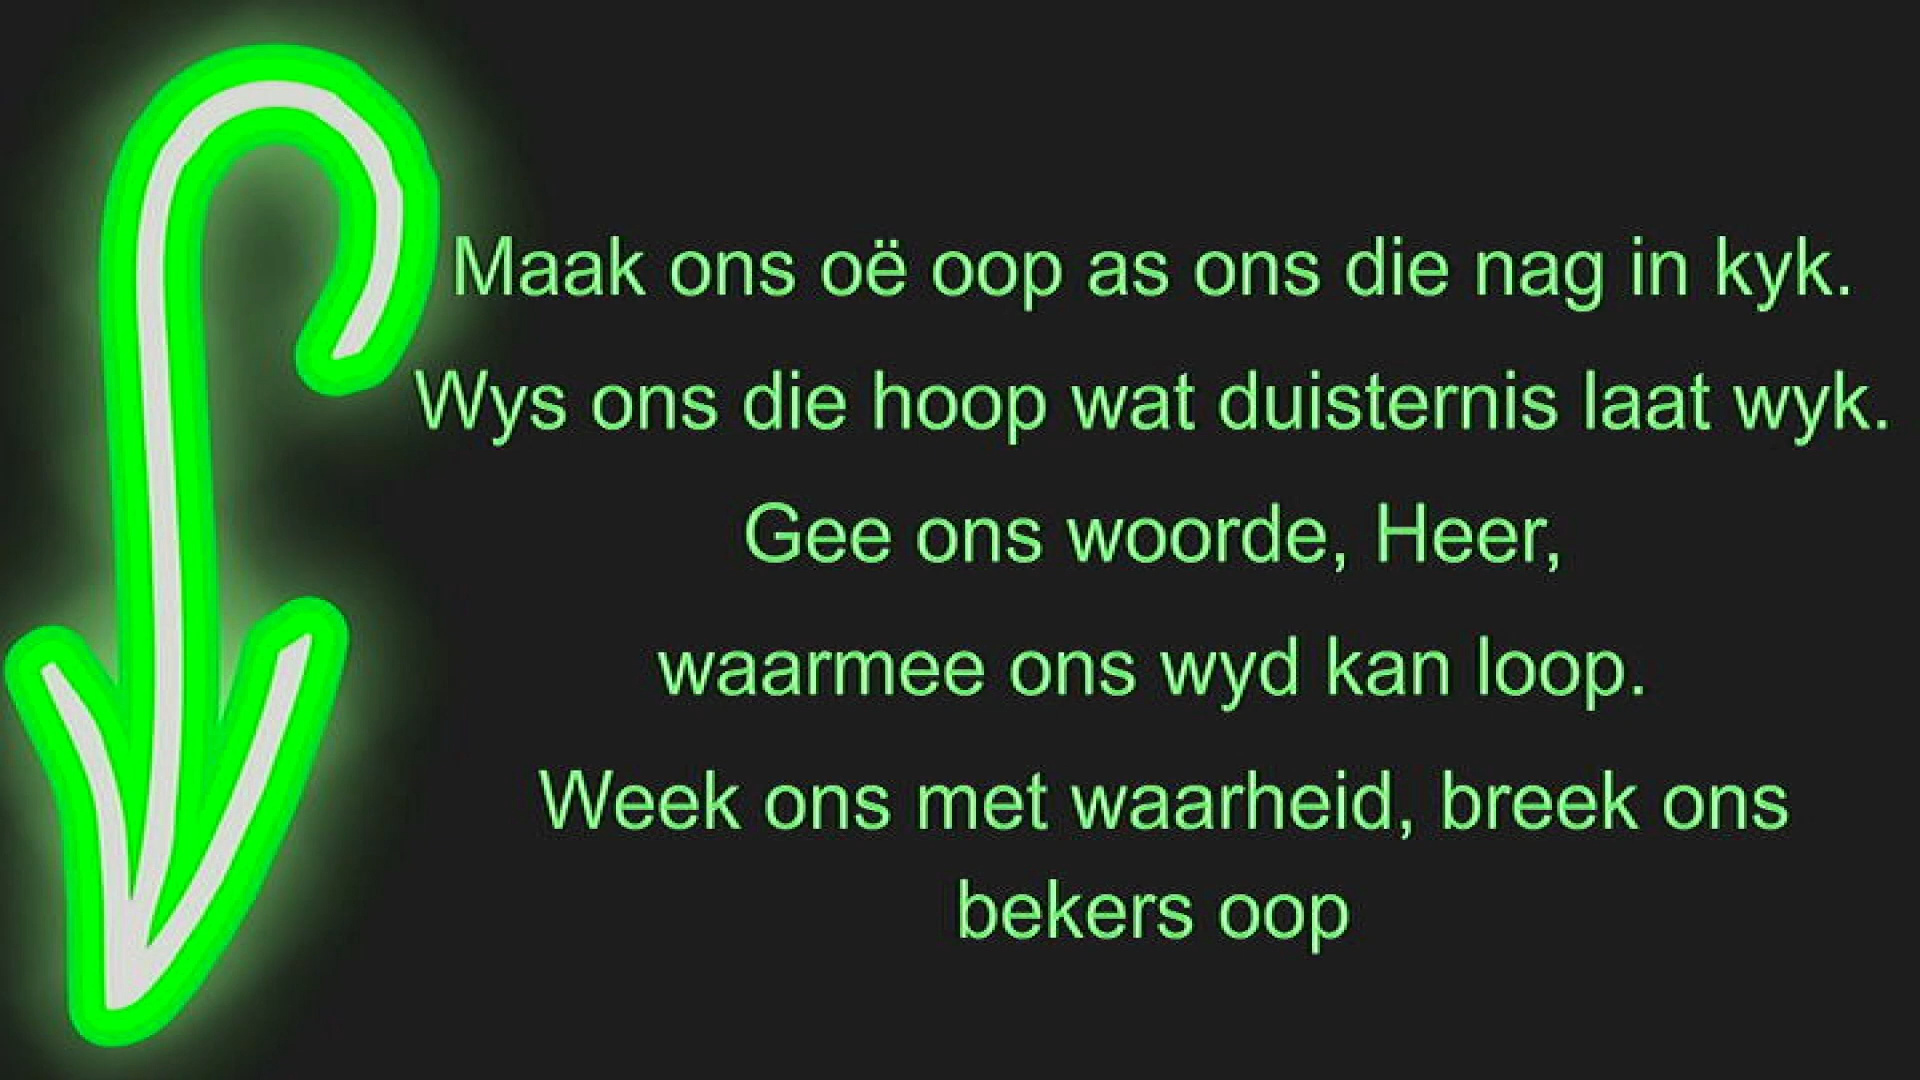 Maak ons oë oop as ons die nag in kyk.
Wys ons die hoop wat duisternis laat wyk.
Gee ons woorde, Heer,
waarmee ons wyd kan loop.
Week ons met waarheid, breek ons
bekers oop